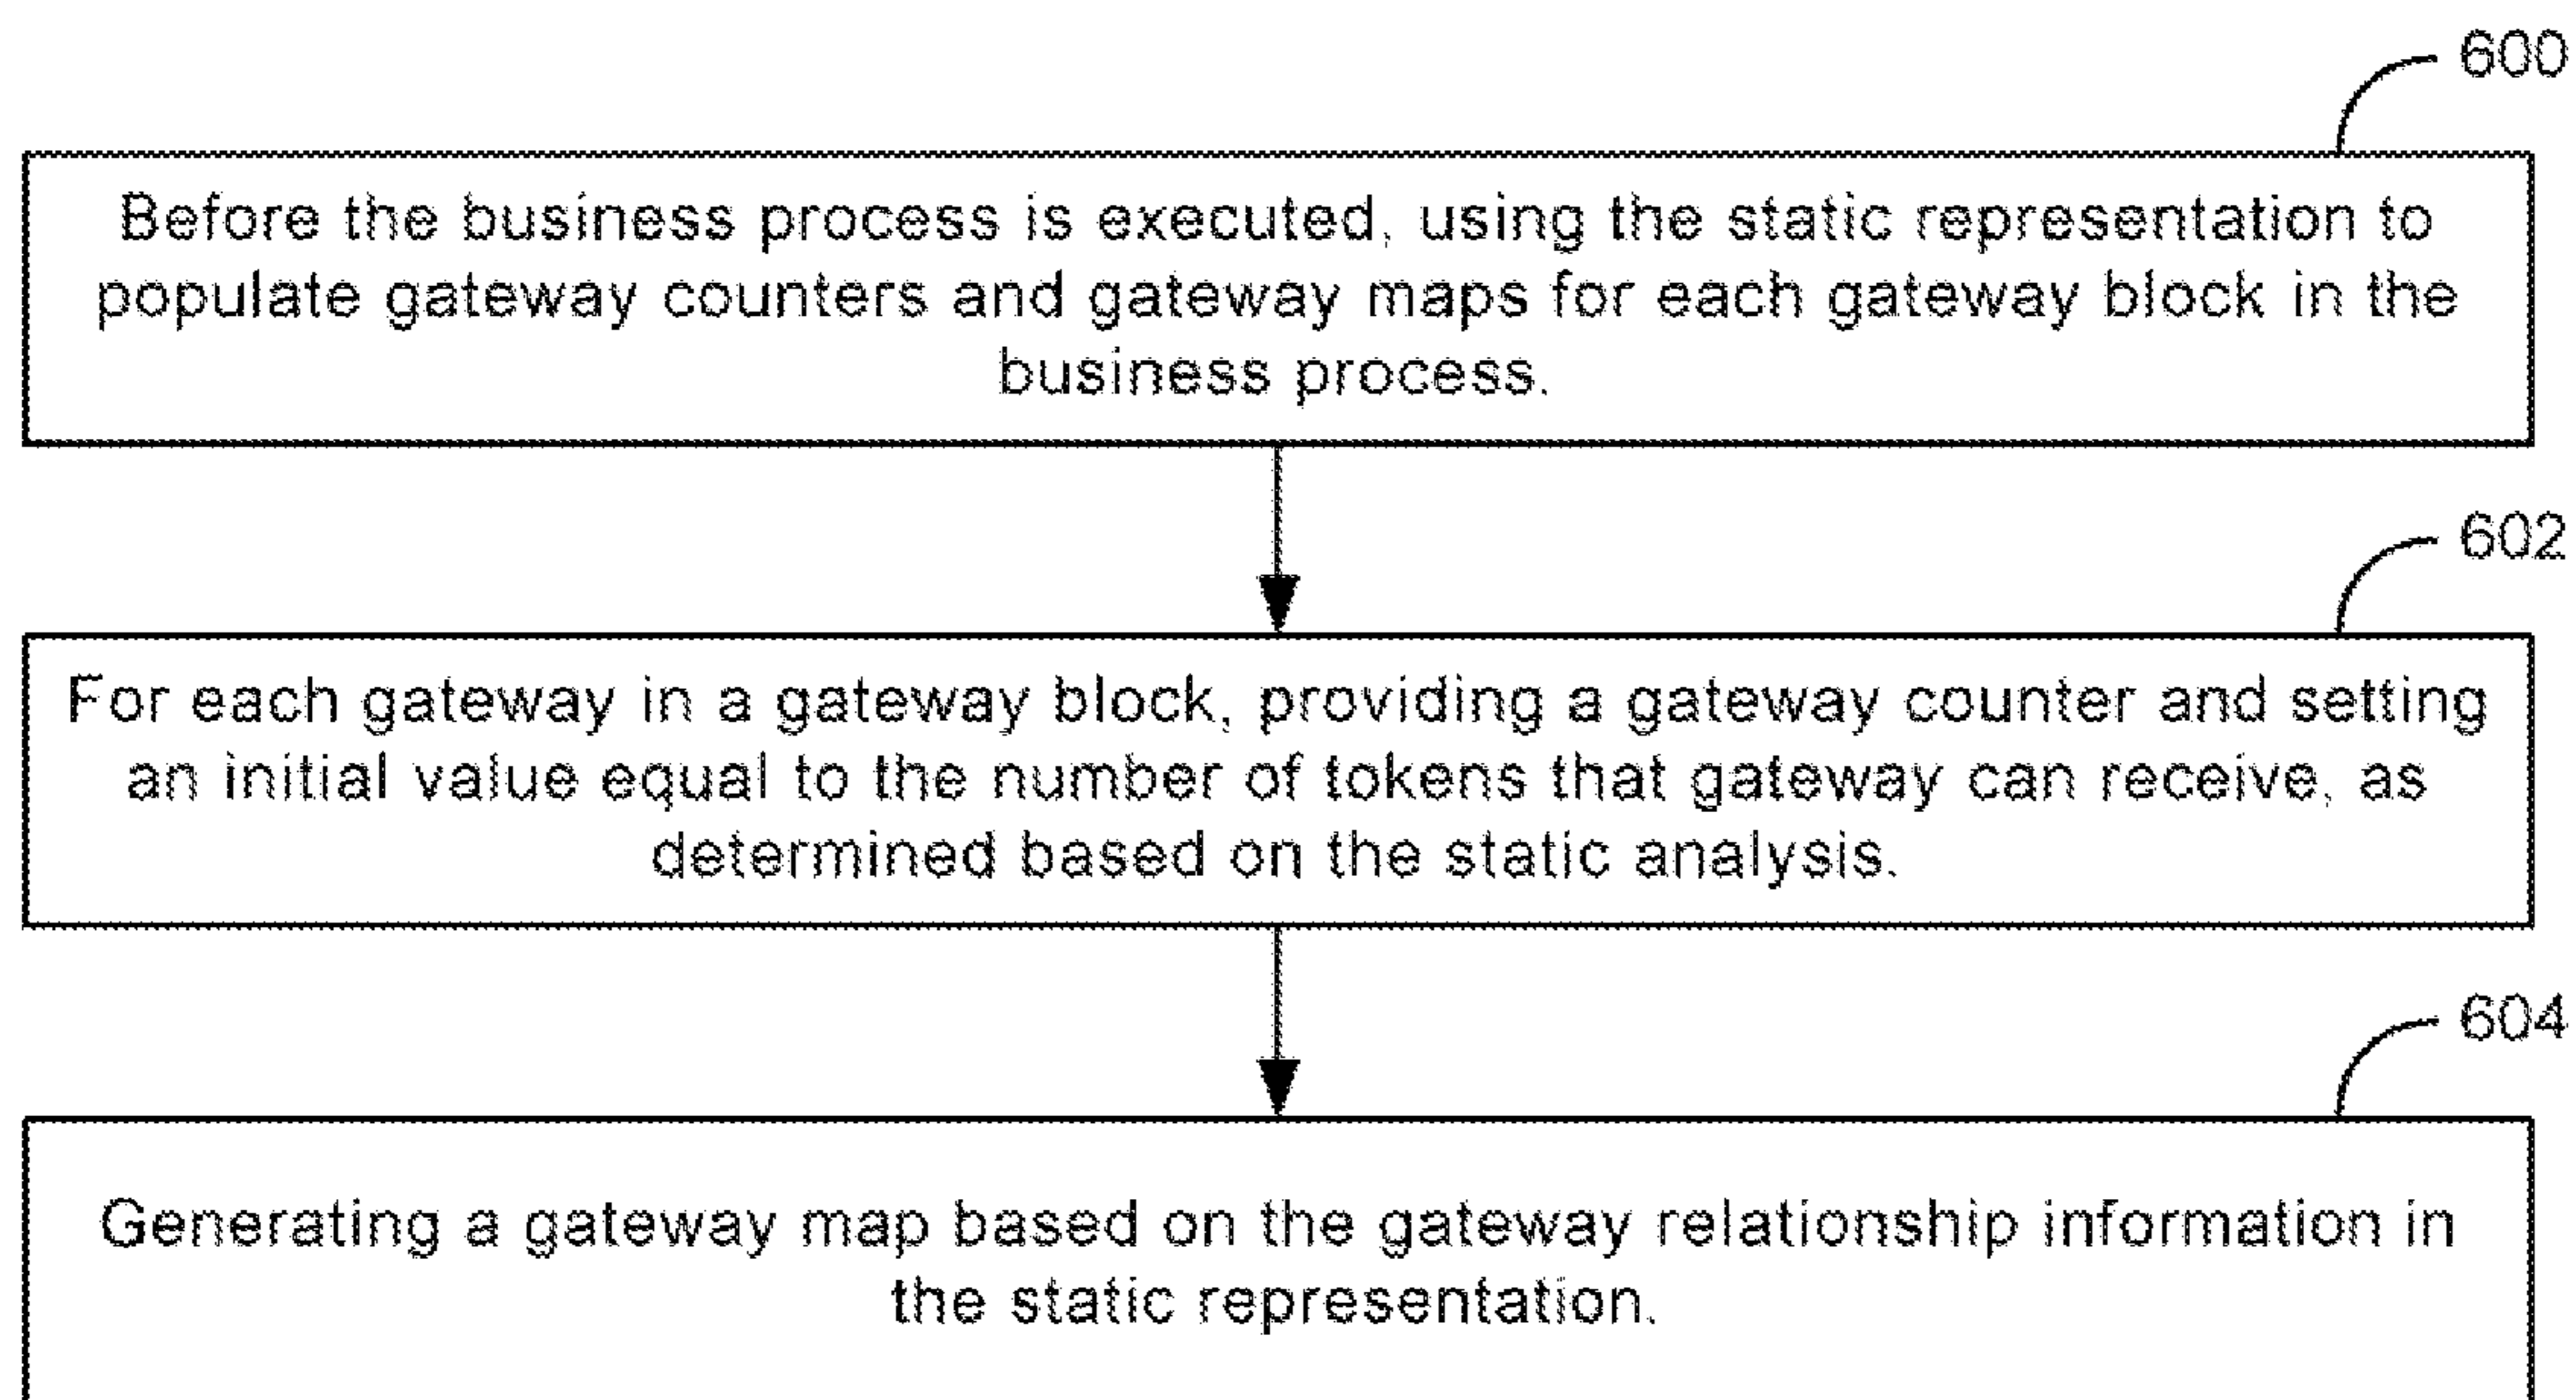 600
Before the business process is executed, using the static representation to
populate gateway counters and gateway maps for each gateway block in the
business process.
602
For each gateway in a gateway block, providing a gateway counter and setting
an initial value equal to the number of tokens that gateway can receive, as
determined based on the static analysis.
604
Generating a gateway map based on the gateway relationship information in
the static representation.